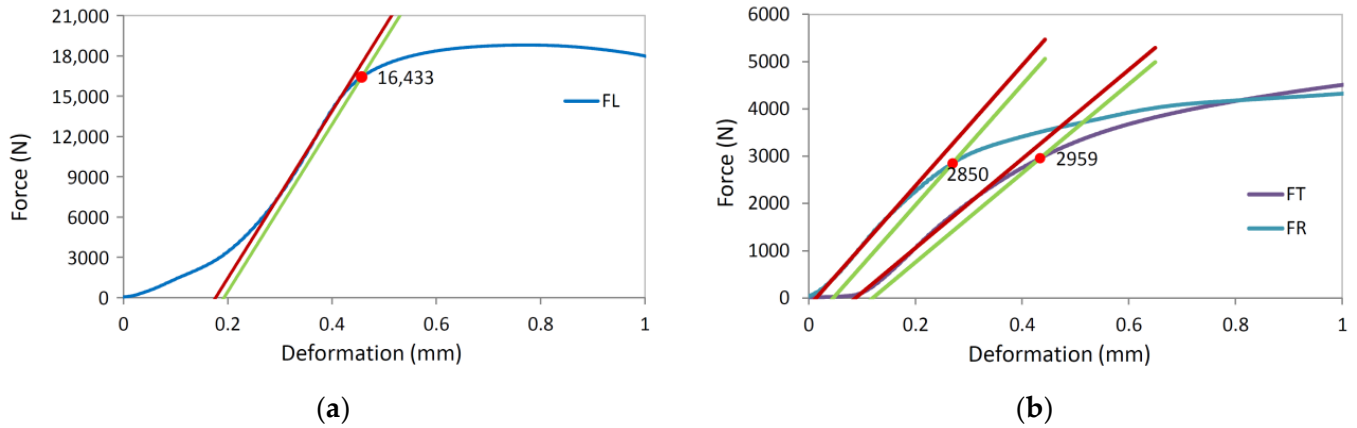 21,000
18,000
15,000
12,000
9000
6000
3000
0
Force (N)
16,433
FL
0 0.2 0.4 0.6 0.8 1
Deformation (mm)
(a)
6000
5000
4000
3000
2000
1000
0
Force (N)
2850
2959
FT
FR
0 0.2 0.4 0.6 0.8 1
Deformation (mm)
(b)